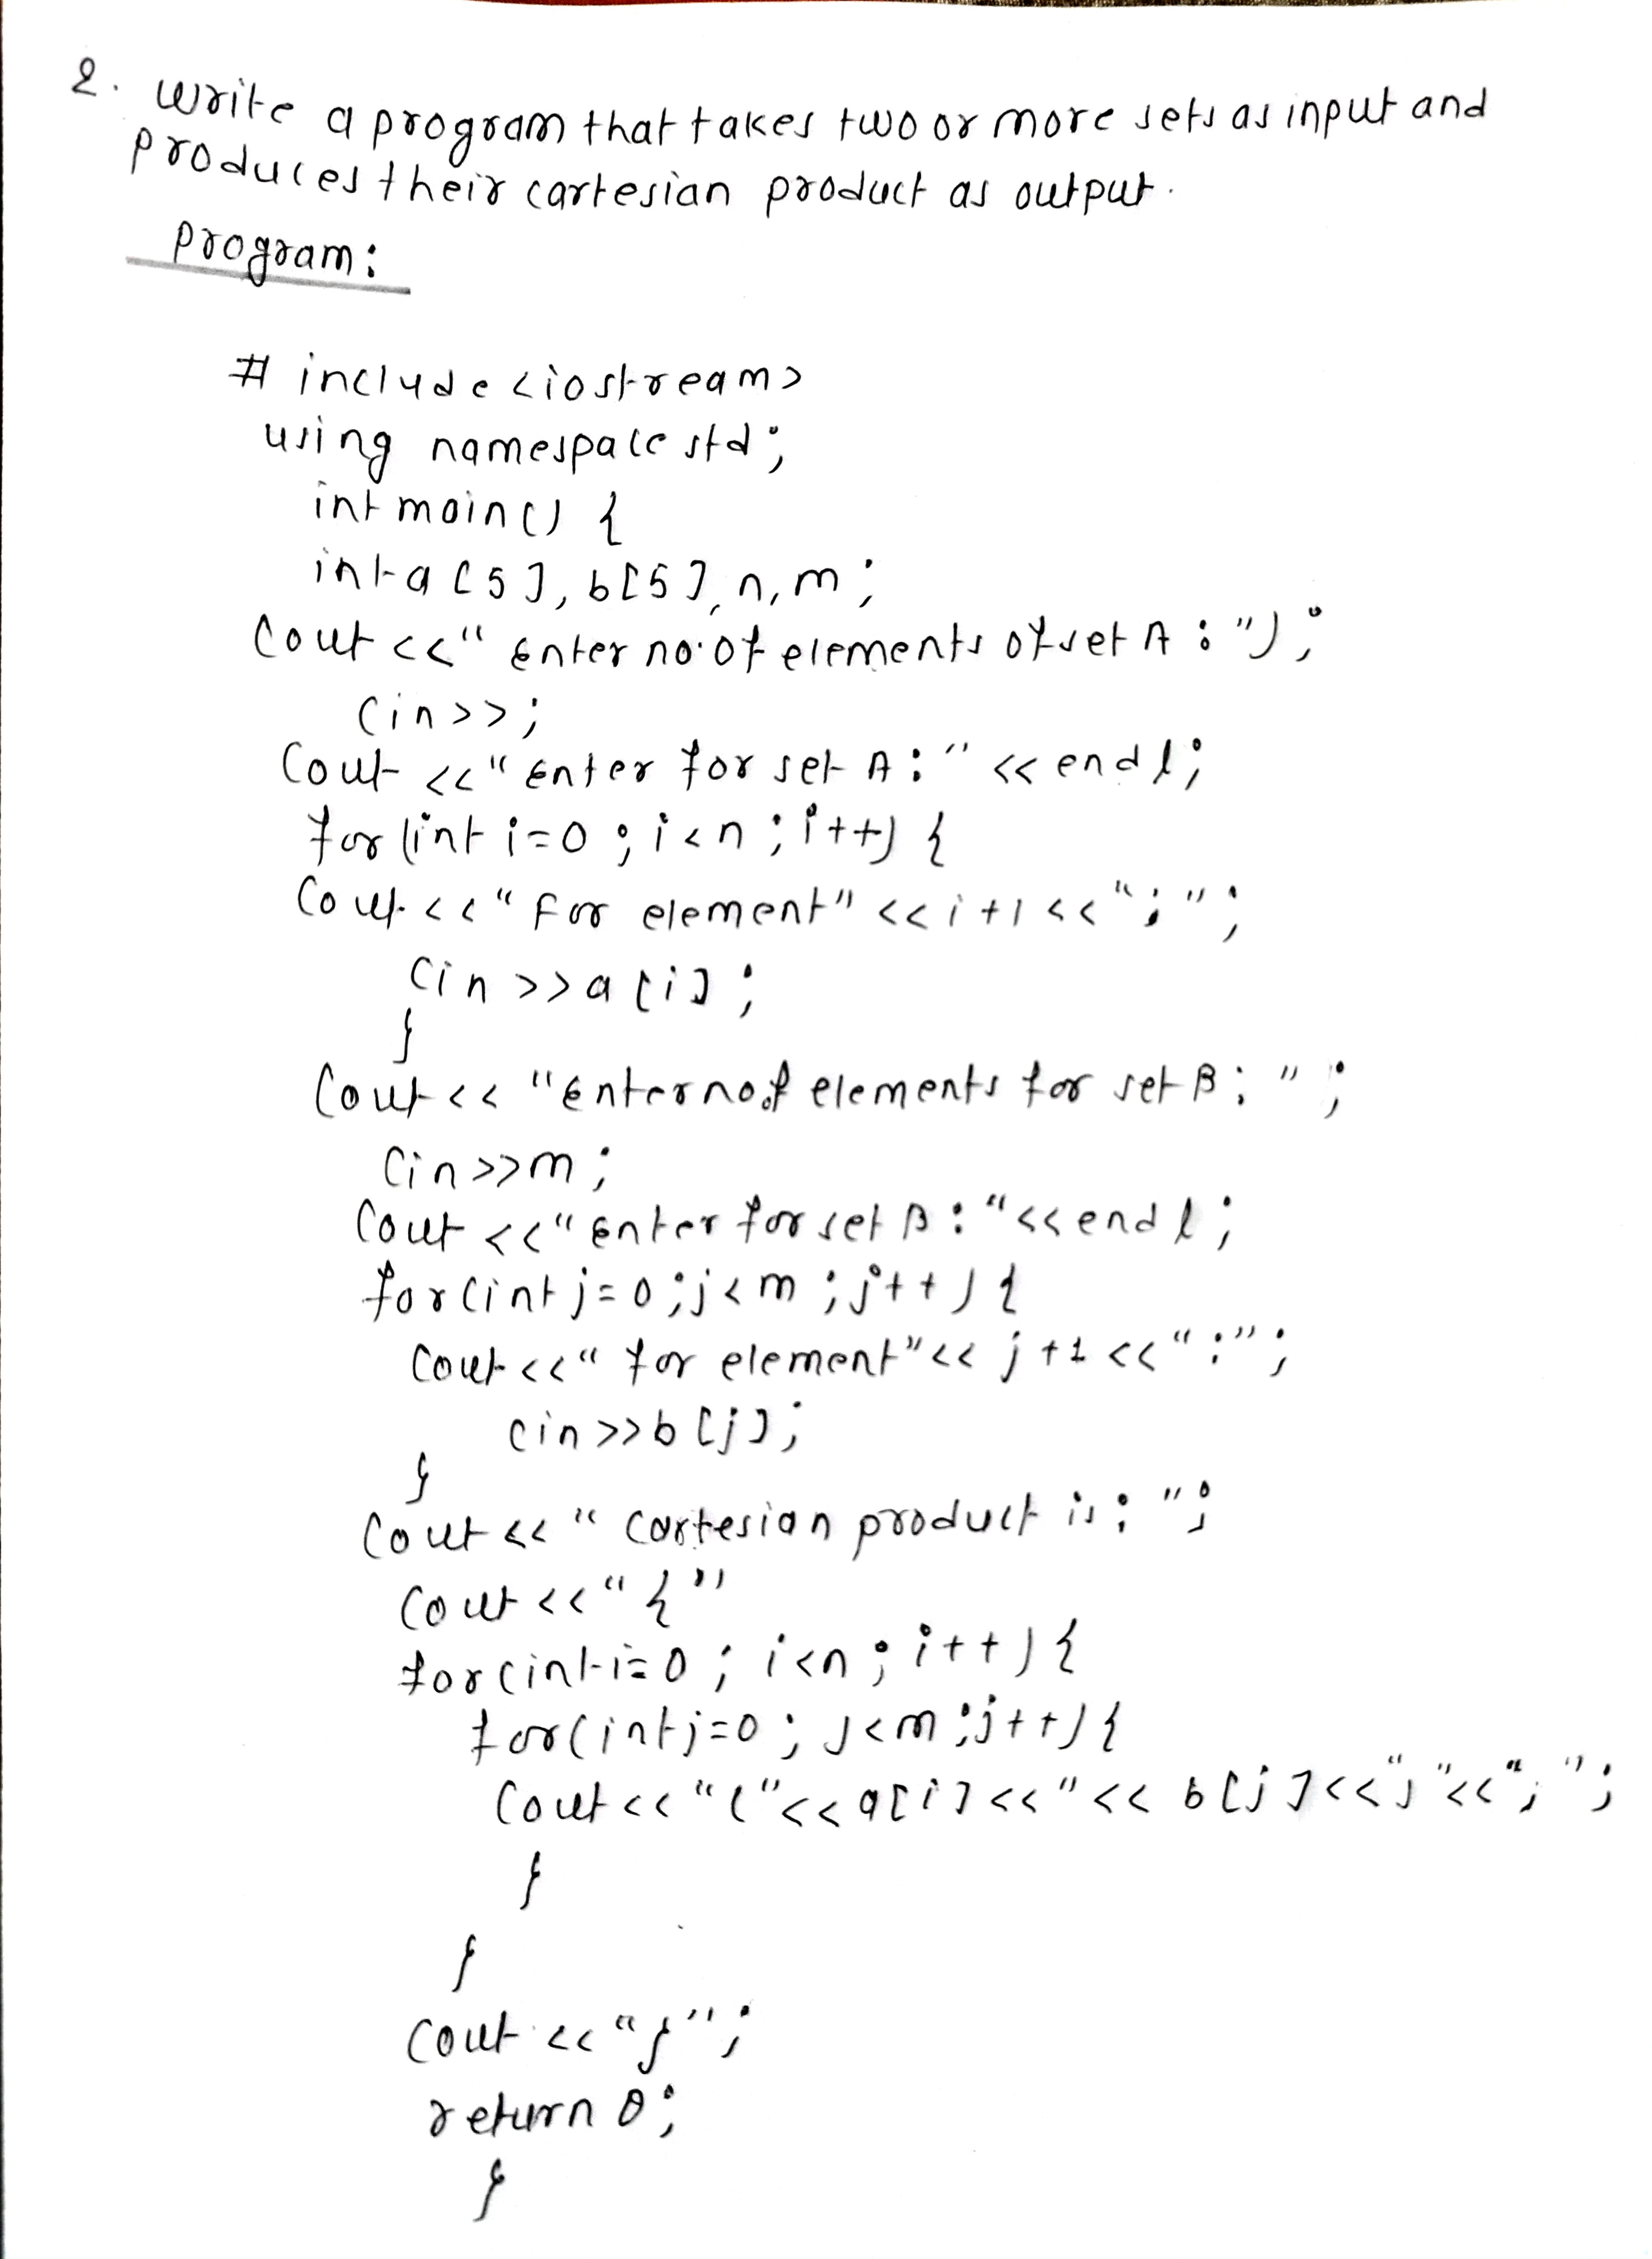 2. Write a program that takes two or more sets as input and
produces their cartesian product as output.
Program:
# include <iostream>
using namespace std;
int main() {
int a[5], b[5], n, m;
Cout <<" Enter no. of elements of set A : ");
Cin>>;
Cout <<" Enter for set A : " << endl;
for (int i=0 ; i<n ; i++) {
Cout << " For element" << i+1 << "; ";
Cin >>a[i];
}
Cout << "Enter no.of elements for set B : " ;
Cin>>m;
Cout <<" Enter for set B : "<<endl;
for(int j=0 ; j<m ; j++) {
Cout <<" for element"<< j+1 <<":";
cin>>b[j];
}
Cout << " Cartesian product is : ";
Cout <<" {"
for(int i=0 ; i<n ; i++) {
for(int j=0 ; j<m ; j++) {
Cout<< "("<< a[i] <<" << b[j]<<")"<<"; ";
}
}
Cout <<"}";
return 0;
}